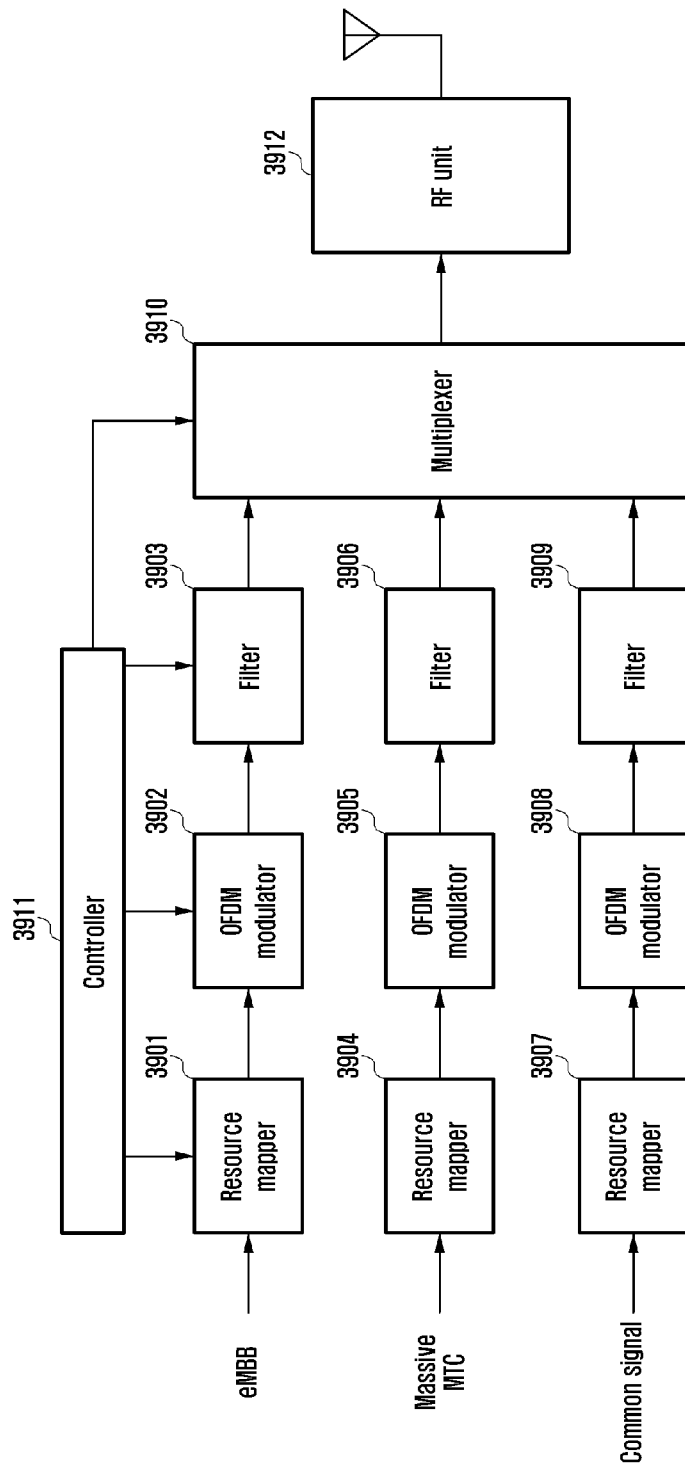 3911
Controller
eMBB
3901
Resource
mapper
3902
OFDM
modulator
3903
Filter
Massive
MTC
3904
Resource
mapper
3905
OFDM
modulator
3906
Filter
Common signal
3907
Resource
mapper
3908
OFDM
modulator
3909
Filter
3910
Multiplexer
3912
RF unit